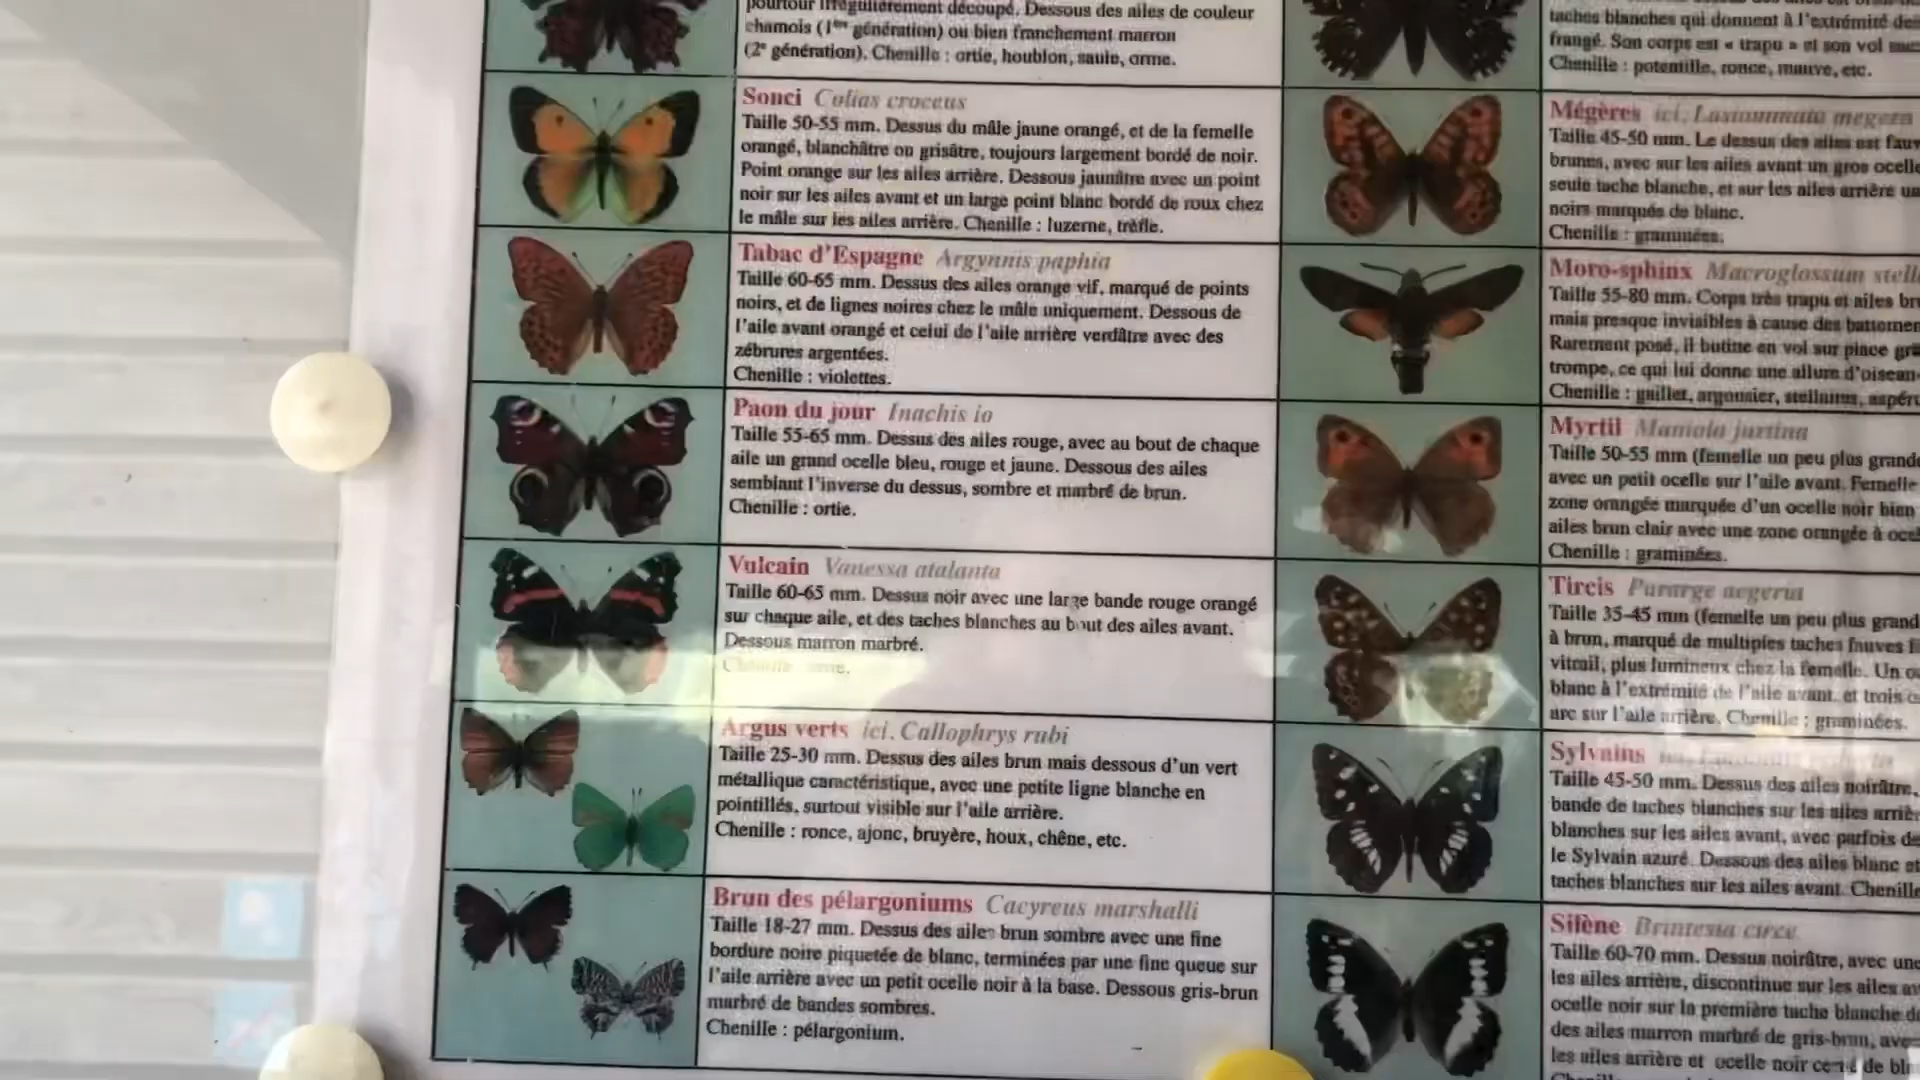 pourtour irrégulièrement découpé. Dessous des ailes de couleur
chamois (1ère génération) ou bien franchement marron
(2e génération). Chenille : ortie, houblon, saule, orme.
Souci Colias croceus
Taille 50-55 mm. Dessus du mâle jaune orangé, et de la femelle
orangé, blanchâtre ou grisâtre, toujours largement bordé de noir.
Point orange sur les ailes arrière. Dessous jaunâtre avec un point
noir sur les ailes avant et un large point blanc bordé de roux chez
le mâle sur les ailes arrière. Chenille : luzerne, trèfle.
Tabac d'Espagne Argynnis paphia
Taille 60-65 mm. Dessus des ailes orange vif, marqué de points
noirs, et de lignes noires chez le mâle uniquement. Dessous de
l'aile avant orangé et celui de l'aile arrière verdâtre avec des
zébrures argentées.
Chenille : violettes.
Paon du jour Inachis io
Taille 55-65 mm. Dessus des ailes rouge, avec au bout de chaque
aile un grand ocelle bleu, rouge et jaune. Dessous des ailes
semblant l'inverse du dessus, sombre et marbré de brun.
Chenille : ortie.
Vulcain Vanessa atalanta
Taille 60-65 mm. Dessus noir avec une large bande rouge orangé
sur chaque aile, et des taches blanches au bout des ailes avant.
Dessous marron marbré.
Chenille :
Argus verts ici, Callophrys rubi
Taille 25-30 mm. Dessus des ailes brun mais dessous d'un vert
métallique caractéristique, avec une petite ligne blanche en
pointillés, surtout visible sur l'aile arrière.
Chenille : ronce, ajonc, bruyère, houx, chêne, etc.
Brun des pélargoniums Cacyreus marshalli
Taille 18-27 mm. Dessus des ailes brun sombre avec une fine
bordure noire piquetée de blanc, terminées par une fine queue sur
l'aile arrière avec un petit ocelle noir à la base. Dessous gris-brun
marbré de bandes sombres.
Chenille : pélargonium.
taches blanches qui donnent à l'extrémité des
frangé. Son corps est « trapu » et son vol
Chenille : potentille, ronce, mauve, etc.
Mégères ici, Lasiommata megera
Taille 45-50 mm. Le dessus des ailes est
brunes, avec sur les ailes avant un gros ocelle
seule tache blanche, et sur les ailes arrière
noirs marqués de blanc.
Chenille : graminées.
Moro-sphinx Macroglossum
Taille 55-80 mm. Corps très trapu et ailes
mais presque invisibles à cause des
Rarement posé, il butine en vol sur place
trompe, ce qui lui donne une allure d'oiseau-
Chenille : gaillet, argousier, stellaires,
Myrtil Maniola jurtina
Taille 50-55 mm (femelle un peu plus grande
avec un petit ocelle sur l'aile avant. Femelle
zone orangée marquée d'un ocelle noir bien
ailes brun clair avec une zone orangée à
Chenille : graminées.
Tircis Pararge aegeria
Taille 35-45 mm (femelle un peu plus
à brun, marqué de multiples taches fauves
vitrail, plus lumineux chez la femelle. Un
blanc à l'extrémité de l'aile avant, et trois
arc sur l'aile arrière. Chenille : graminées.
Sylvains
Taille 45-50 mm. Dessus des ailes noirâtre,
bande de taches blanches sur les ailes
blanches sur les ailes avant, avec parfois
le Sylvain azuré. Dessous des ailes blanc et
taches blanches sur les ailes avant. Chenille
Silène Brintesia circe
Taille 60-70 mm. Dessus noirâtre, avec une
les ailes arrière, discontinue sur les ailes
ocelle noir sur la première tache blanche
des ailes marron marbré de gris-brun,
les ailes arrière et ocelle noir de